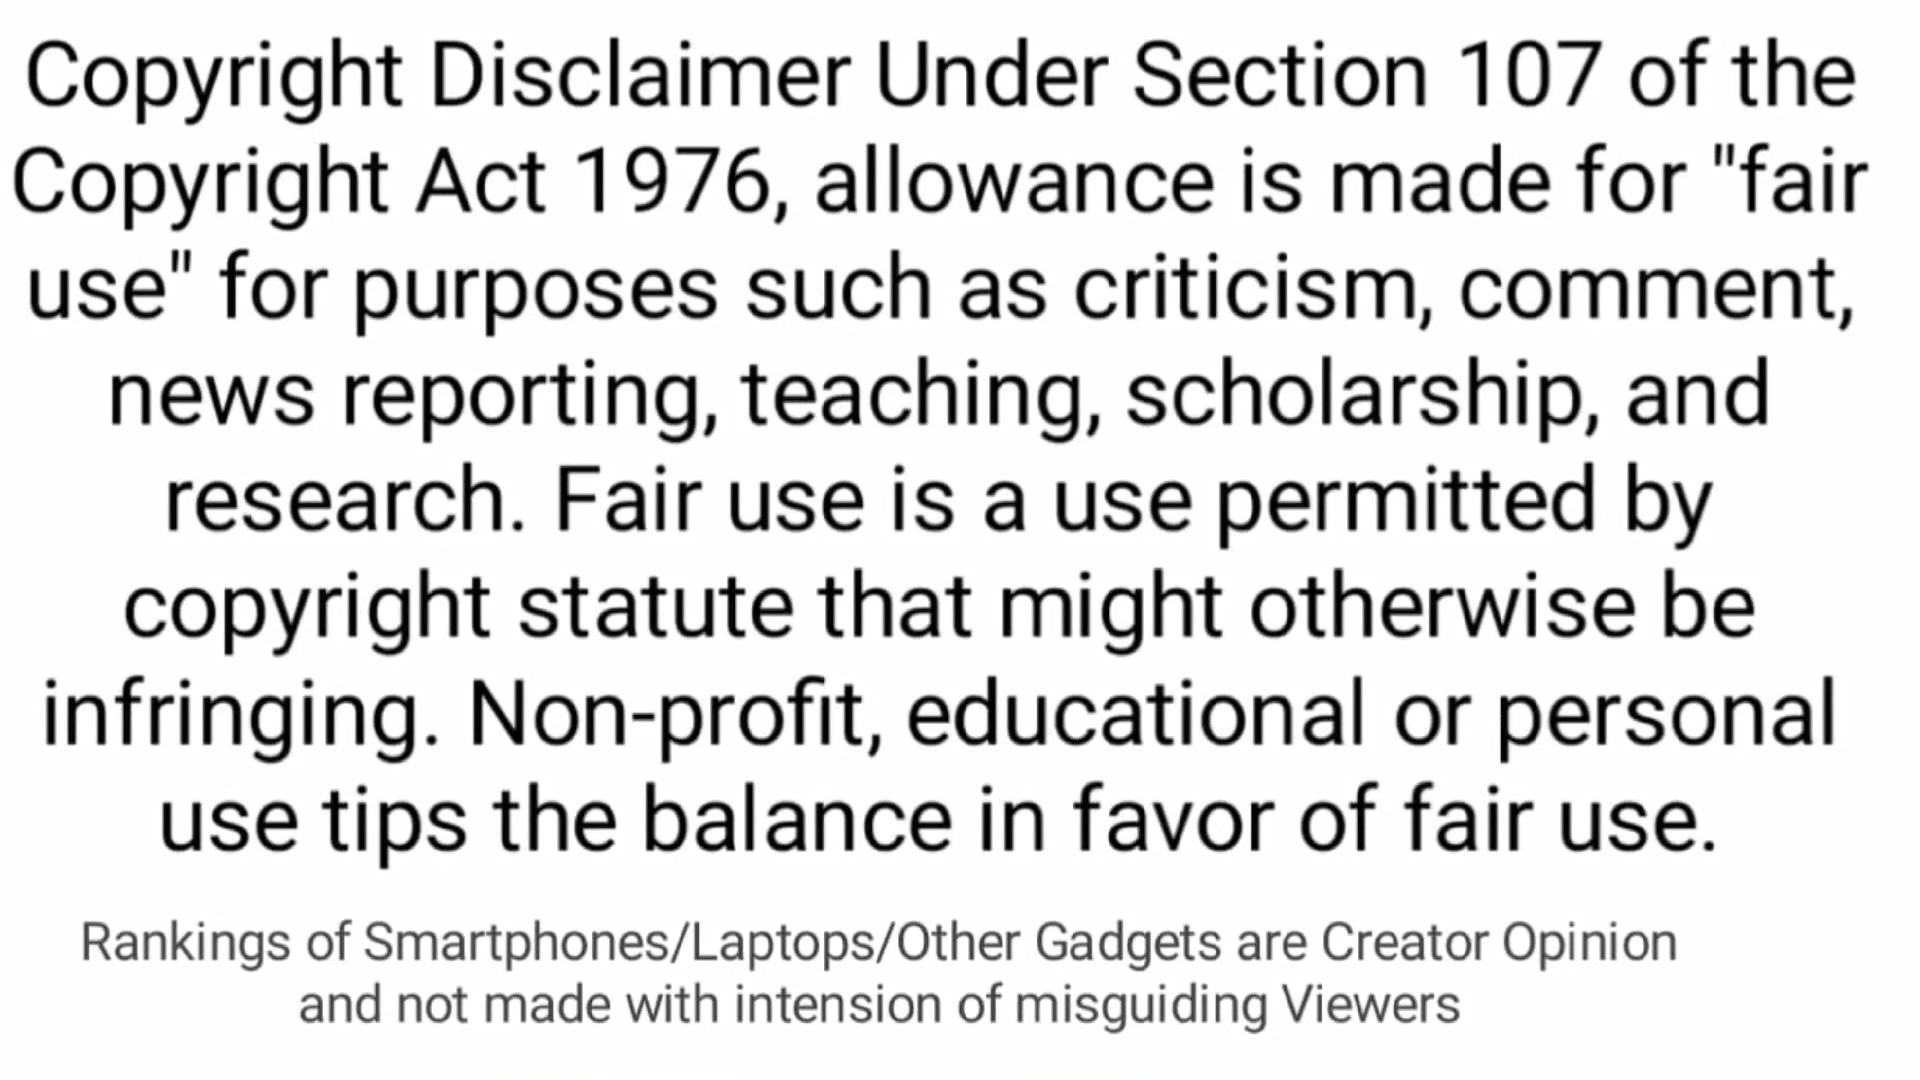 Copyright Disclaimer Under Section 107 of the
Copyright Act 1976, allowance is made for "fair
use" for purposes such as criticism, comment,
news reporting, teaching, scholarship, and
research. Fair use is a use permitted by
copyright statute that might otherwise be
infringing. Non-profit, educational or personal
use tips the balance in favor of fair use.
Rankings of Smartphones/Laptops/Other Gadgets are Creator Opinion
and not made with intension of misguiding Viewers